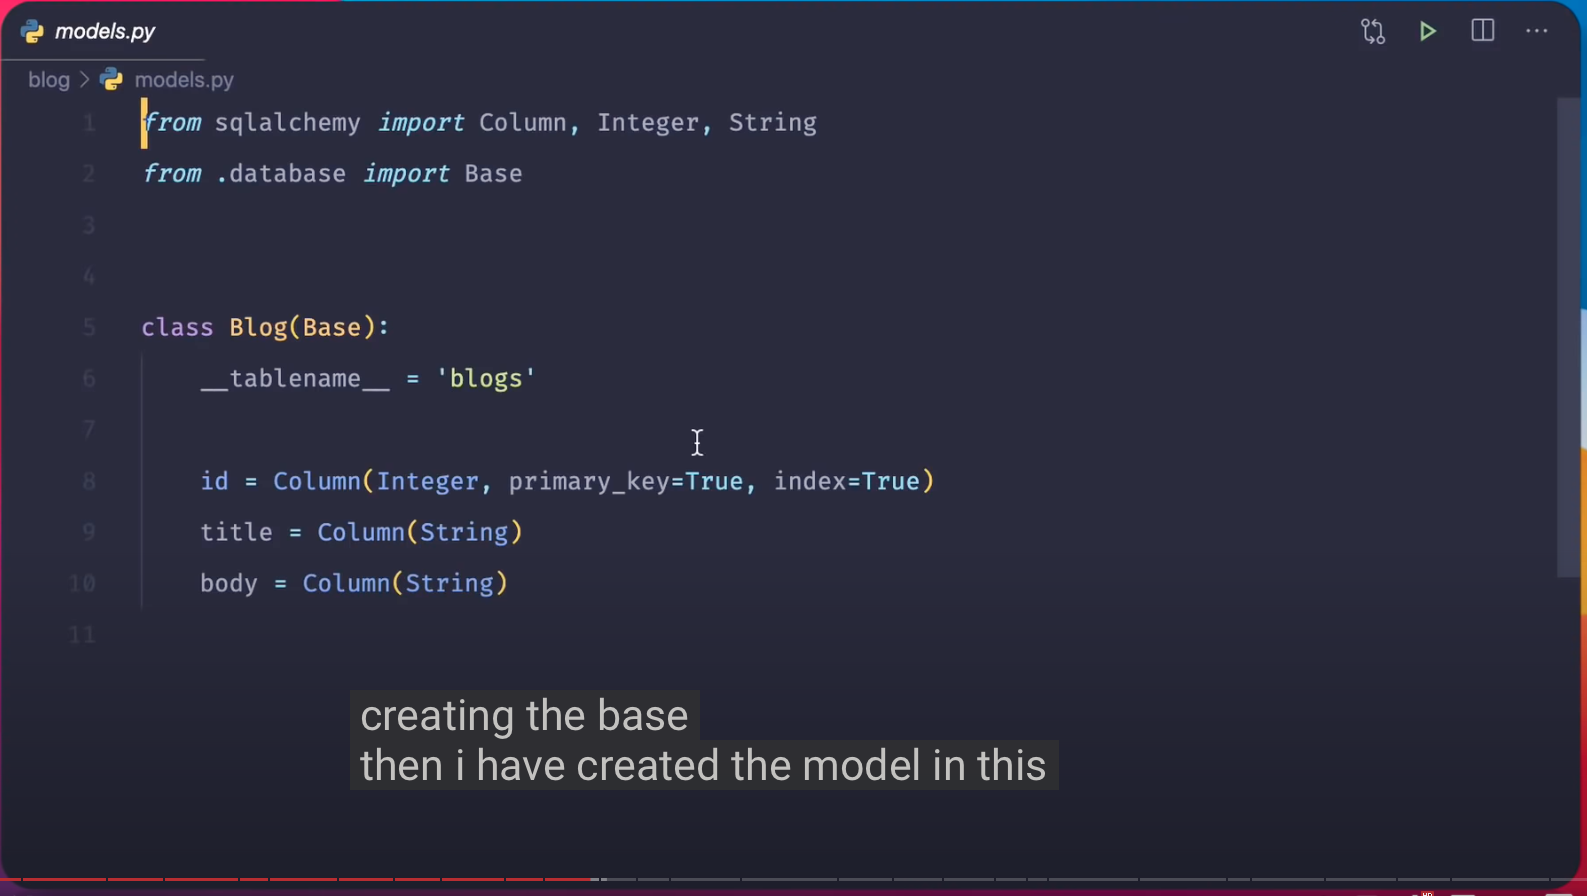 models.py
blog > models.py
1 from sqlalchemy import Column, Integer, String
2 from .database import Base
3
4
5 class Blog(Base):
6 __tablename__ = 'blogs'
7
8 id = Column(Integer, primary_key=True, index=True)
9 title = Column(String)
10 body = Column(String)
11
creating the base
then i have created the model in this